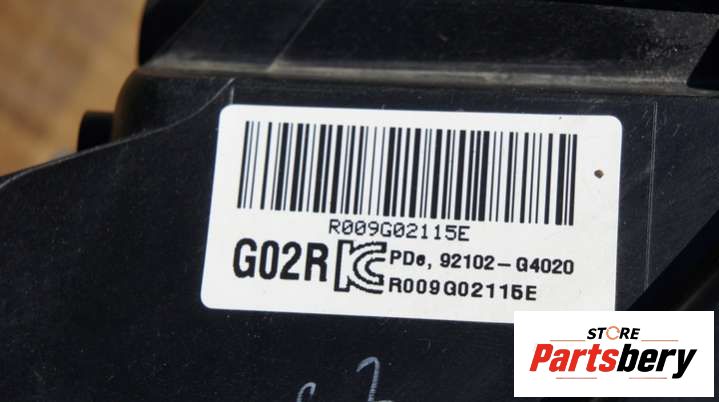 R009G02115E
G02R
PDe, 92102-G4020
R009G02115E
STORE
Partsbery